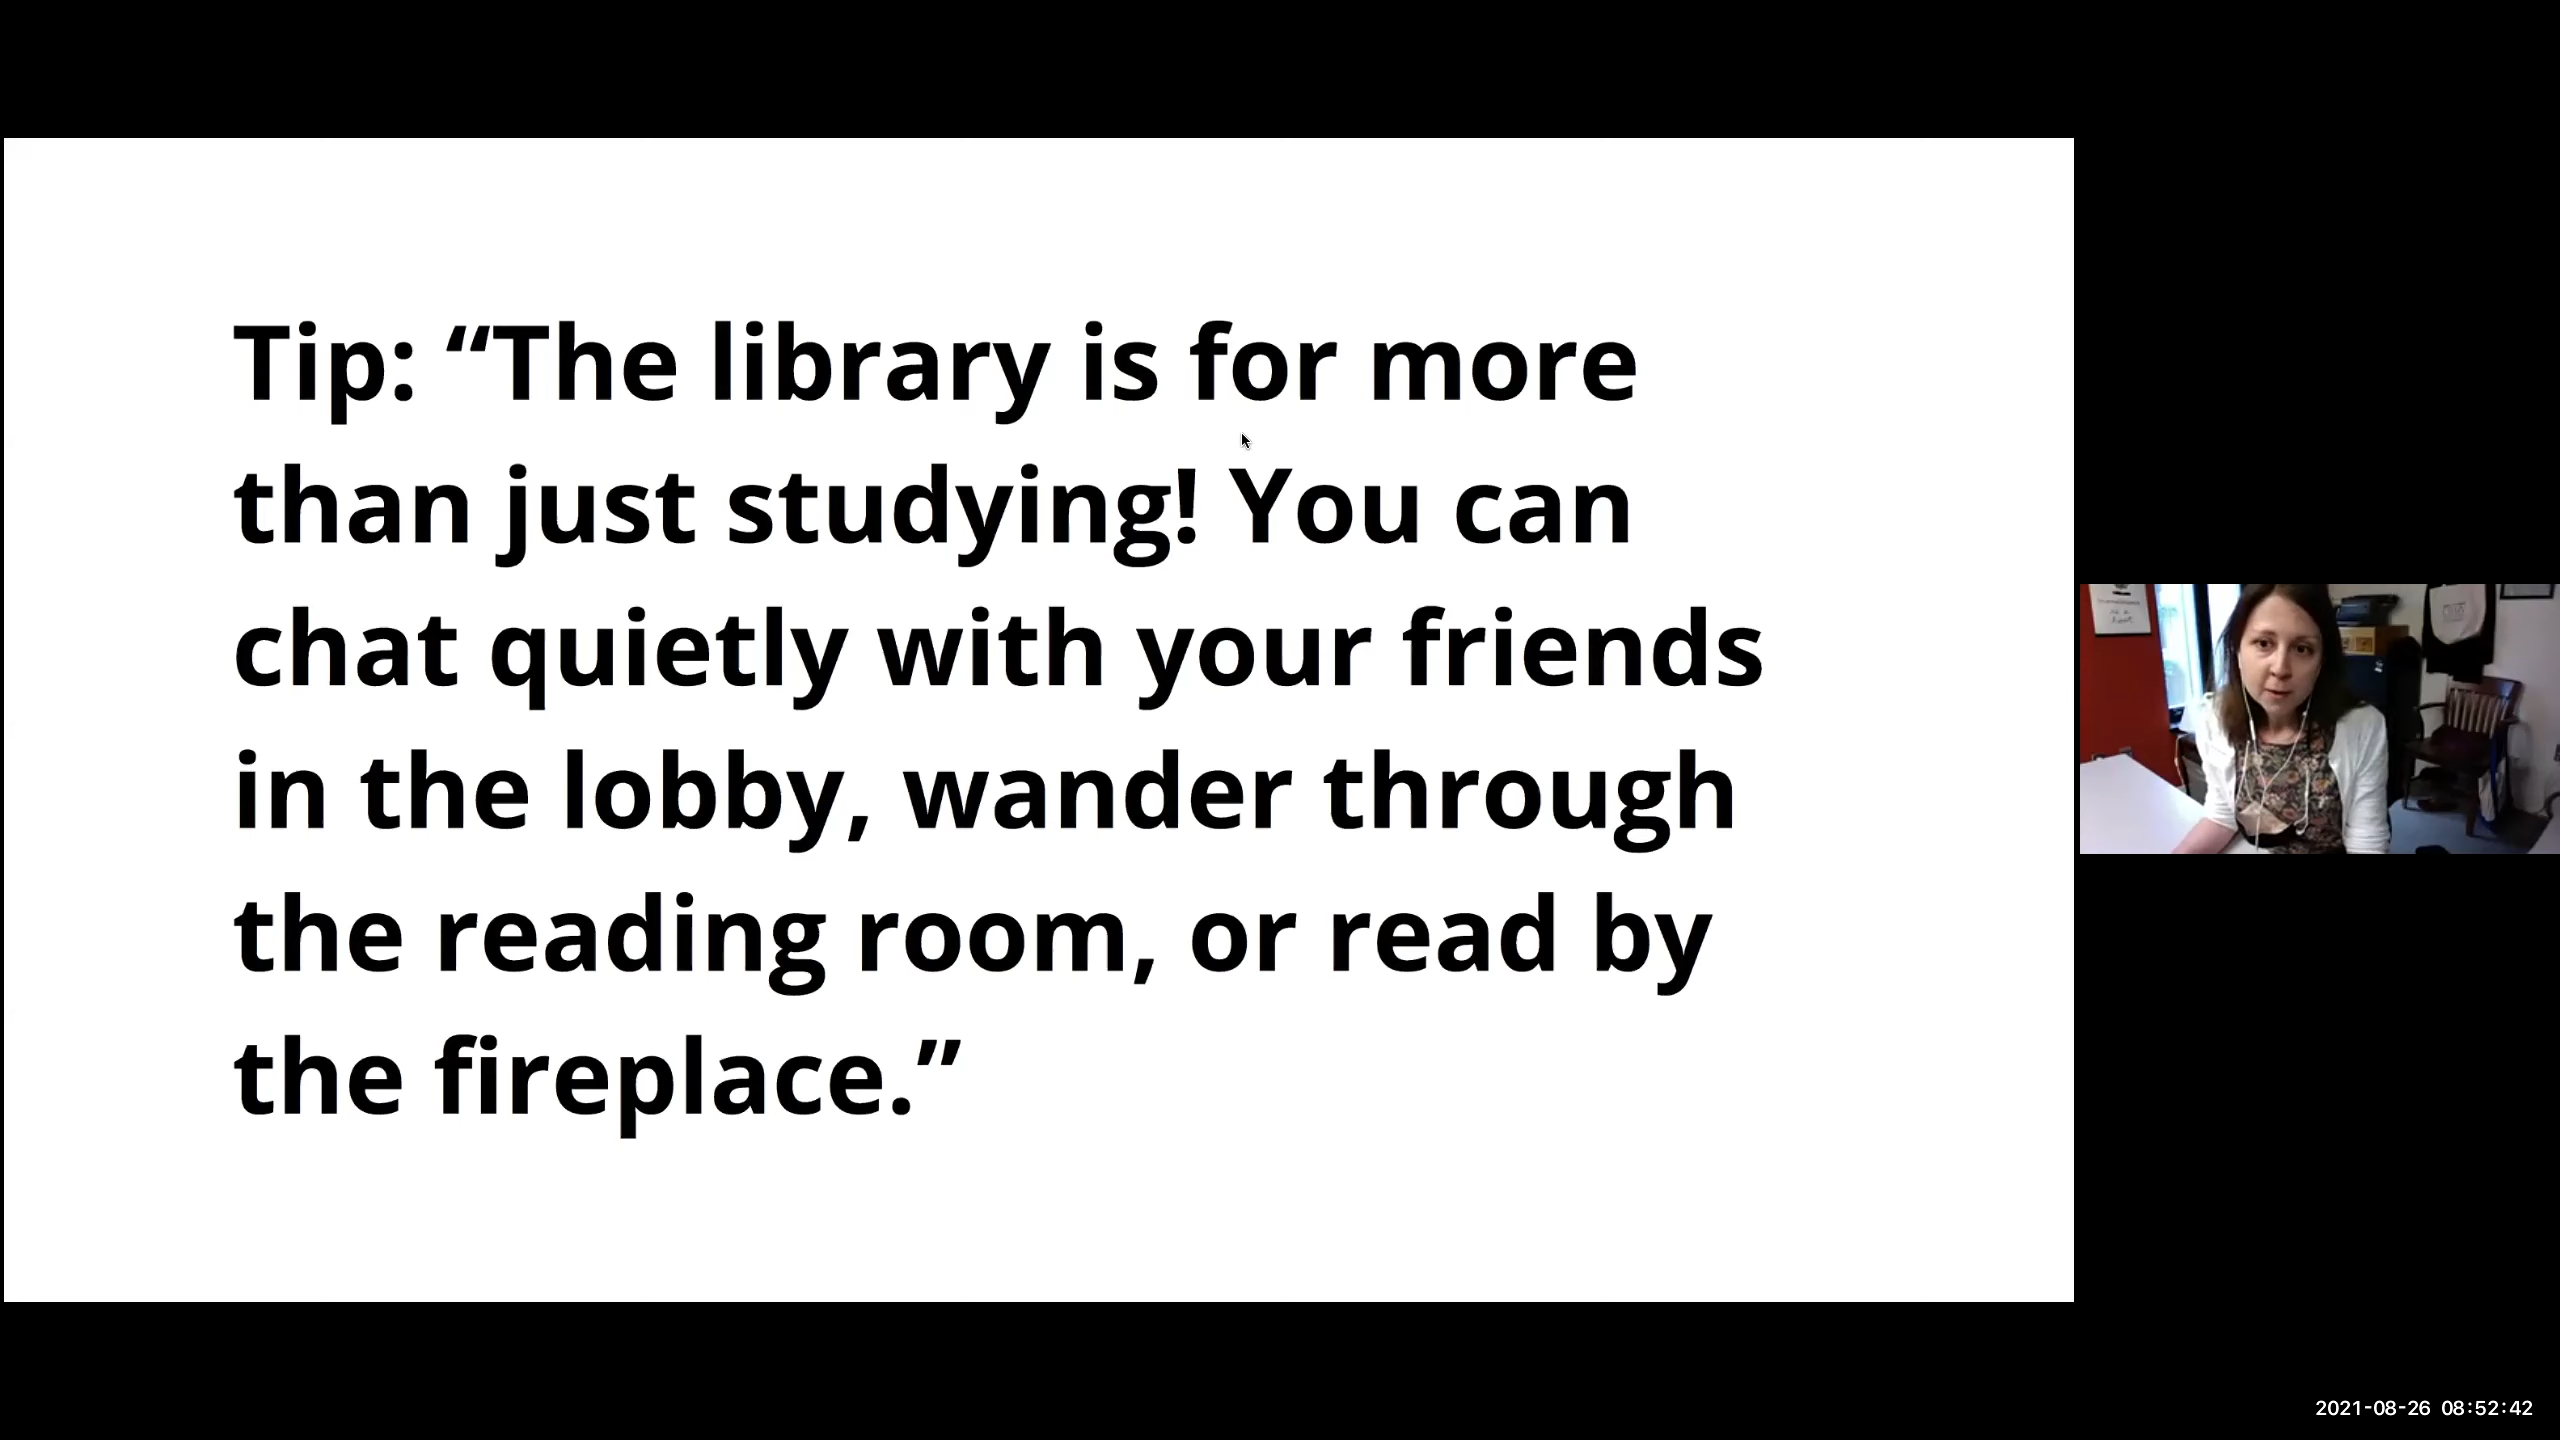 Tip: “The library is for more
than just studying! You can
chat quietly with your friends
in the lobby, wander through
the reading room, or read by
the fireplace.”
2021-08-26 08:52:42